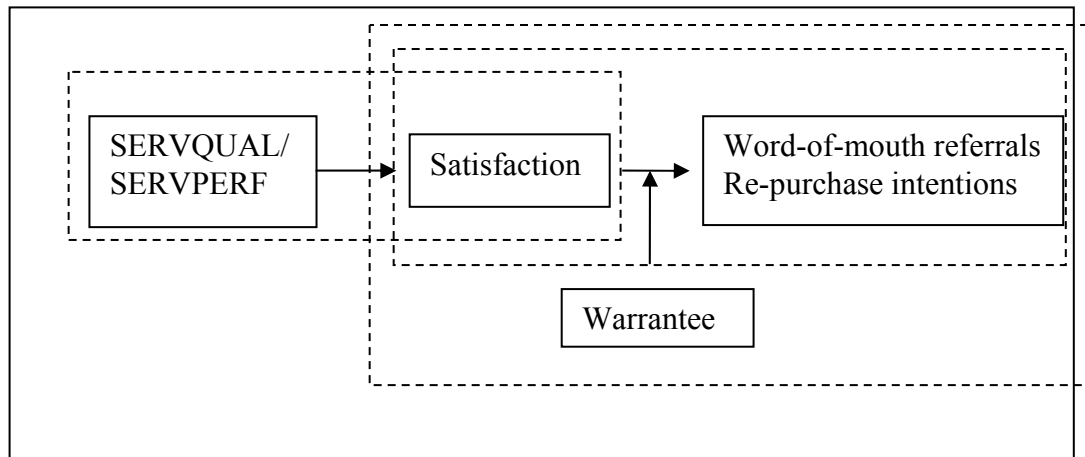 SERVQUAL/
SERVPERF
Satisfaction
Word-of-mouth referrals
Re-purchase intentions
Warrantee